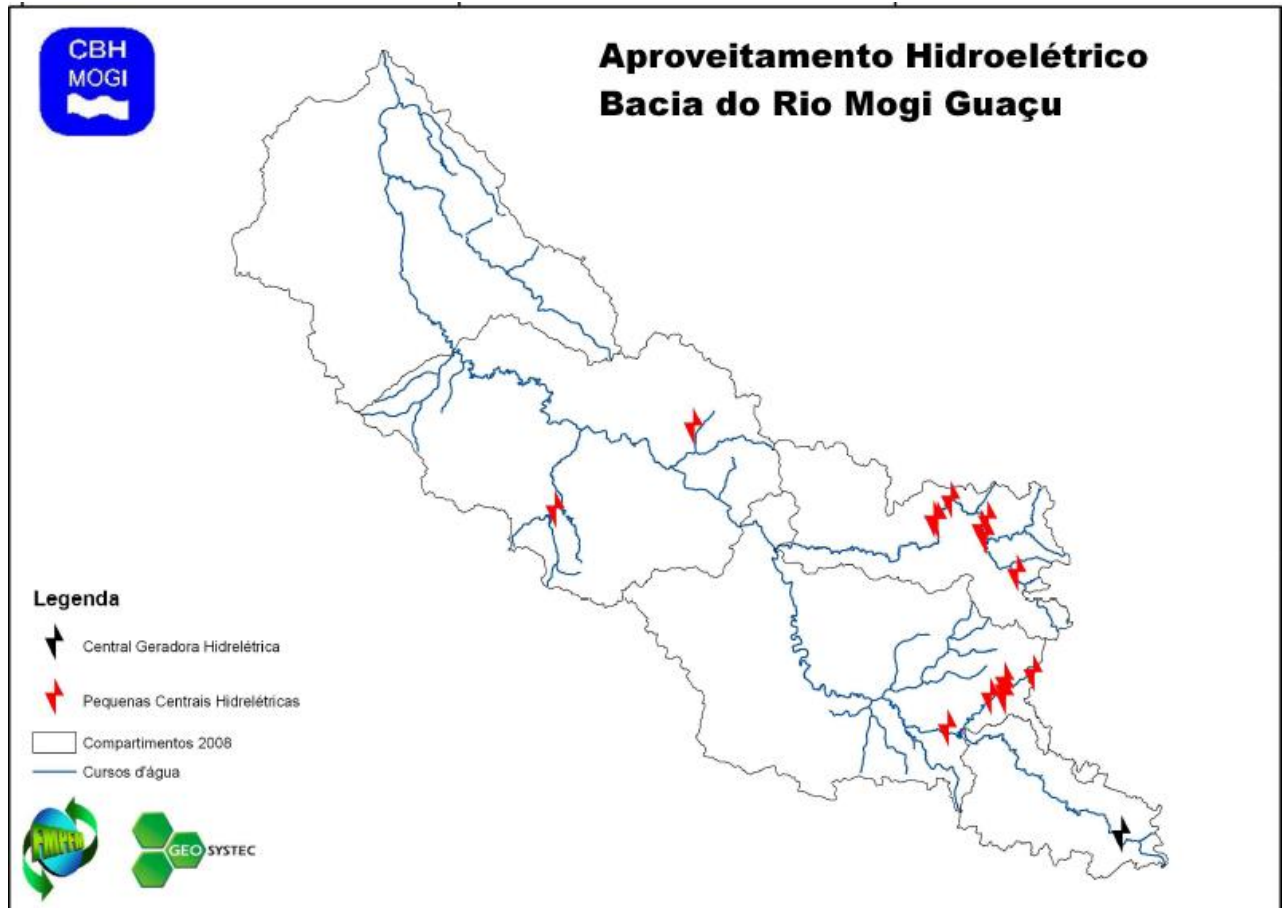 CBH
MOGI
Aproveitamento Hidroelétrico
Bacia do Rio Mogi Guaçu
Legenda
Central Geradora Hidrelétrica
Pequenas Centrais Hidrelétricas
Compartimentos 2008
Cursos d'água
FMPFM
GEO SYSTEC